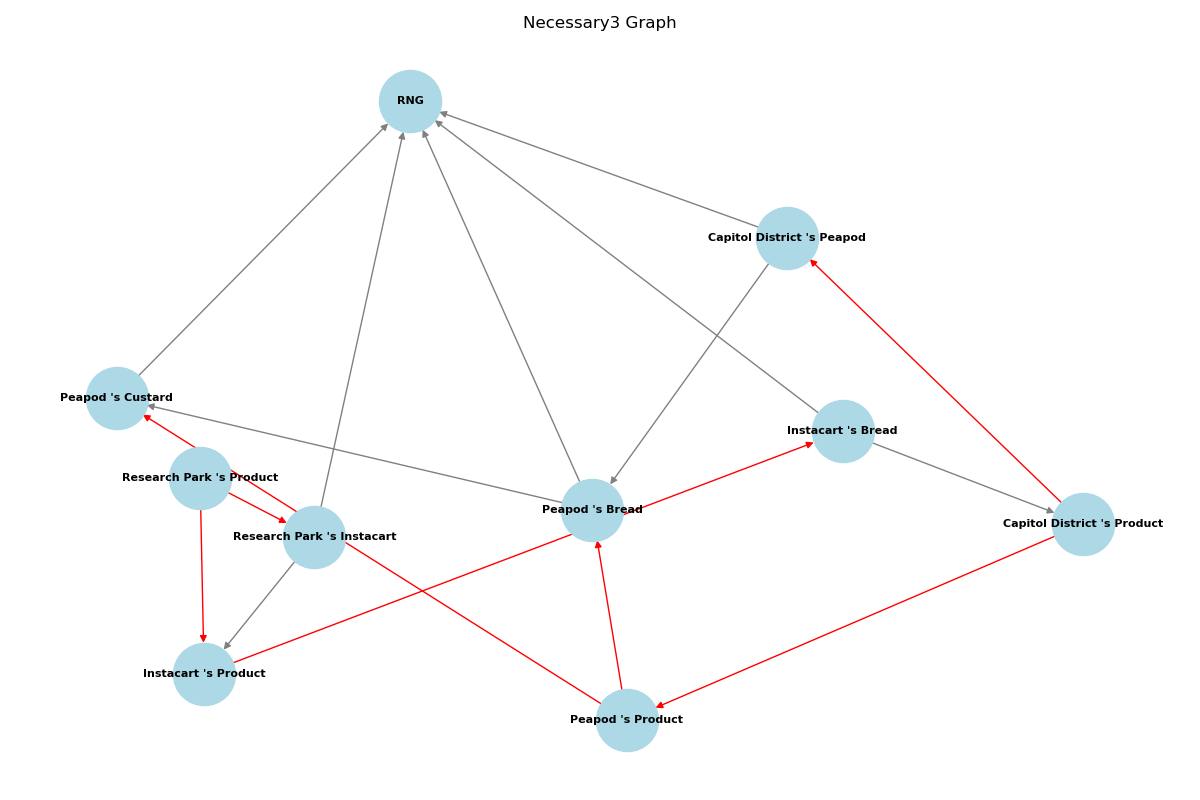 Necessary3 Graph
RNG
Capitol District 's Peapod
Peapod 's Custard
Instacart 's Bread
Research Park 's Product
Peapod 's Bread
Capitol District 's Product
Research Park 's Instacart
Instacart 's Product
Peapod 's Product